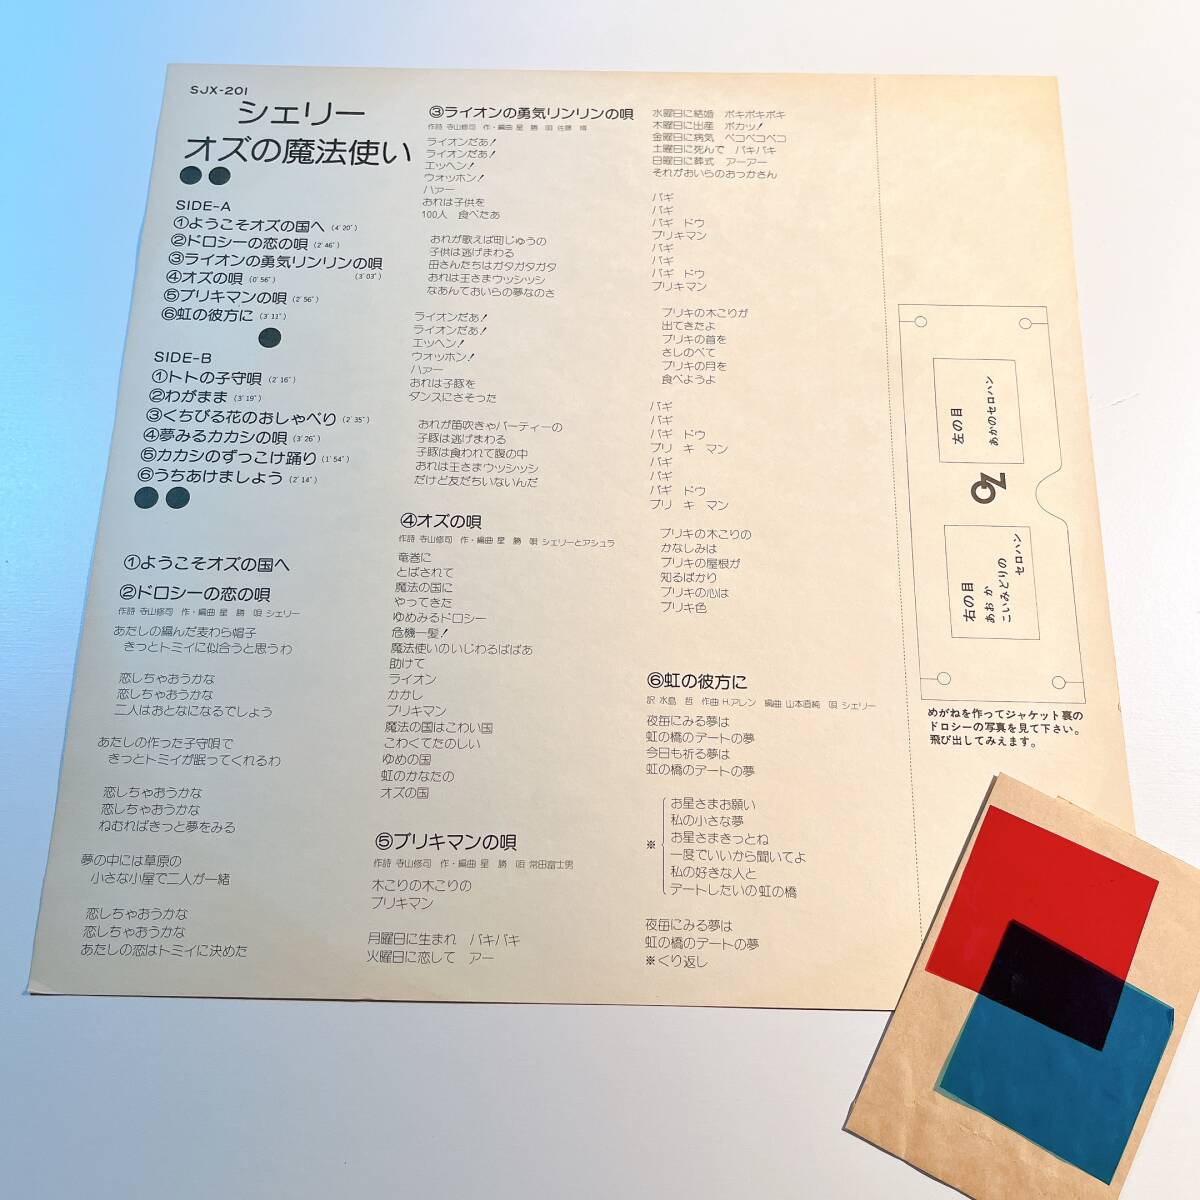 SJX-201
シェリー
オズの魔法使い
SIDE-A
①ようこそオズの国へ (4'20")
②ドロシーの恋の唄 (2'46")
③ライオンの勇気リンリンの唄
(3'03")
④オズの唄 (0'56")
⑤ブリキマンの唄 (2'56")
⑥虹の彼方に (3'11")
SIDE-B
①トトの子守唄 (2'16")
②わがまま (3'19")
③くちびる花のおしゃべり (2'35")
④夢みるカカシの唄 (3'26")
⑤カカシのずっこけ踊り (1'54")
⑥うちあけましょう (2'14")
①ようこそオズの国へ
②ドロシーの恋の唄
作詩 寺山修司 作・編曲 星 勝 唄 シェリー
あたしの編んだ麦わら帽子
きっとトミイに似合うと思うわ
恋しちゃおうかな
恋しちゃおうかな
二人はおとなになるでしょう
あたしの作った子守唄で
きっとトミイが眠ってくれるわ
恋しちゃおうかな
恋しちゃおうかな
ねむればきっと夢をみる
夢の中には草原の
小さな小屋で二人が一緒
恋しちゃおうかな
恋しちゃおうかな
あたしの恋はトミイに決めた
③ライオンの勇気リンリンの唄
作詩 寺山修司 作・編曲 星 勝 唄 佐藤 博
ライオンだあ!
ライオンだあ!
エッヘン!
ウォッホン!
ハァー
おれは子供を
100人 食べたあ
おれが歌えば町じゅうの
子供は逃げまわる
母さんたちはガタガタガタ
おれは王さまウッシッシ
なあんておいらの夢なのさ
ライオンだあ!
ライオンだあ!
エッヘン!
ウォッホン!
ハァー
おれは子豚を
ダンスにさそった
おれが笛吹きゃパーティーの
子豚は逃げまわる
子豚は食われて腹の中
おれは王さまウッシッシ
だけど友だちいないんだ
④オズの唄
作詩 寺山修司 作・編曲 星 勝 唄 シェリーとアシュラ
竜巻に
とばされて
魔法の国に
やってきた
ゆめみるドロシー
危機一髪!
魔法使いのいじわるばばあ
助けて
ライオン
かかし
ブリキマン
魔法の国はこわい国
こわくてたのしい
ゆめの国
虹のかなたの
オズの国
⑤ブリキマンの唄
作詩 寺山修司 作・編曲 星 勝 唄 常田富士男
木こりの木こりの
ブリキマン
月曜日に生まれ バキバキ
火曜日に恋して アー
水曜日に結婚 ボキボキボキ
木曜日に出産 ボカッ!
金曜日に病気 ベコベコベコ
土曜日に死んで バキバキ
日曜日に葬式 アーアー
それがおいらのおっかさん
バギ
バギ
バギ ドウ
ブリキマン
バギ
バギ
バギ ドウ
ブリキマン
ブリキの木こりが
出てきたよ
ブリキの首を
さしのべて
ブリキの月を
食べようよ
バギ
バギ
バギ ドウ
ブリ キ マン
バギ
バギ
バギ ドウ
ブリ キ マン
ブリキの木こりの
かなしみは
ブリキの屋根が
知るばかり
ブリキの心は
ブリキ色
⑥虹の彼方に
訳 水島 哲 作曲 H.アレン 編曲 山本直純 唄 シェリー
夜毎にみる夢は
虹の橋のデートの夢
今日も祈る夢は
虹の橋のデートの夢
お星さまお願い
私の小さな夢
お星さまきっとね
※ 一度でいいから聞いてよ
私の好きな人と
デートしたいの虹の橋
夜毎にみる夢は
虹の橋のデートの夢
※くり返し
左の目
あかのセロハン
OZ
右の目
あおか
こいみどりの
セロハン
めがねを作ってジャケット裏の
ドロシーの写真を見て下さい。
飛び出してみえます。